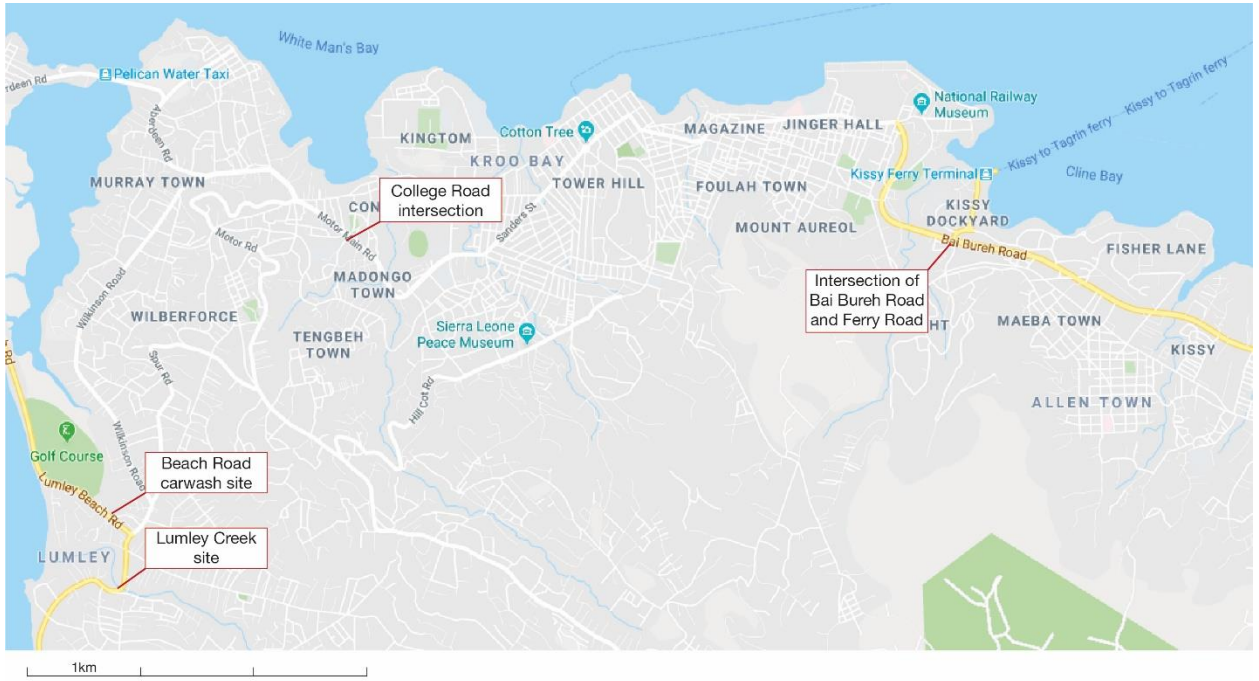 White Man's Bay
Pelican Water Taxi
rdeen Rd
Aberdeen Rd
National Railway
Museum
Kissy to Tagrin ferry
Kissy to Tagrin ferry
KINGTOM
Cotton Tree
MAGAZINE
JINGER HALL
KROO BAY
MURRAY TOWN
College Road
intersection
TOWER HILL
FOULAH TOWN
Kissy Ferry Terminal
Cline Bay
CON
Sanders St
KISSY
DOCKYARD
MOUNT AUREOL
Motor Rd
Motor Main Rd
Bai Bureh Road
FISHER LANE
MADONGO
TOWN
Wilkinson Road
Intersection of
Bai Bureh Road
and Ferry Road
HT
WILBERFORCE
TENGBEH
TOWN
Sierra Leone
Peace Museum
MAEBA TOWN
KISSY
Spur Rd
Hill Cot Rd
ALLEN TOWN
Golf Course
Wilkinson Road
Beach Road
carwash site
Lumley Beach Rd
Lumley Creek
site
LUMLEY
1km